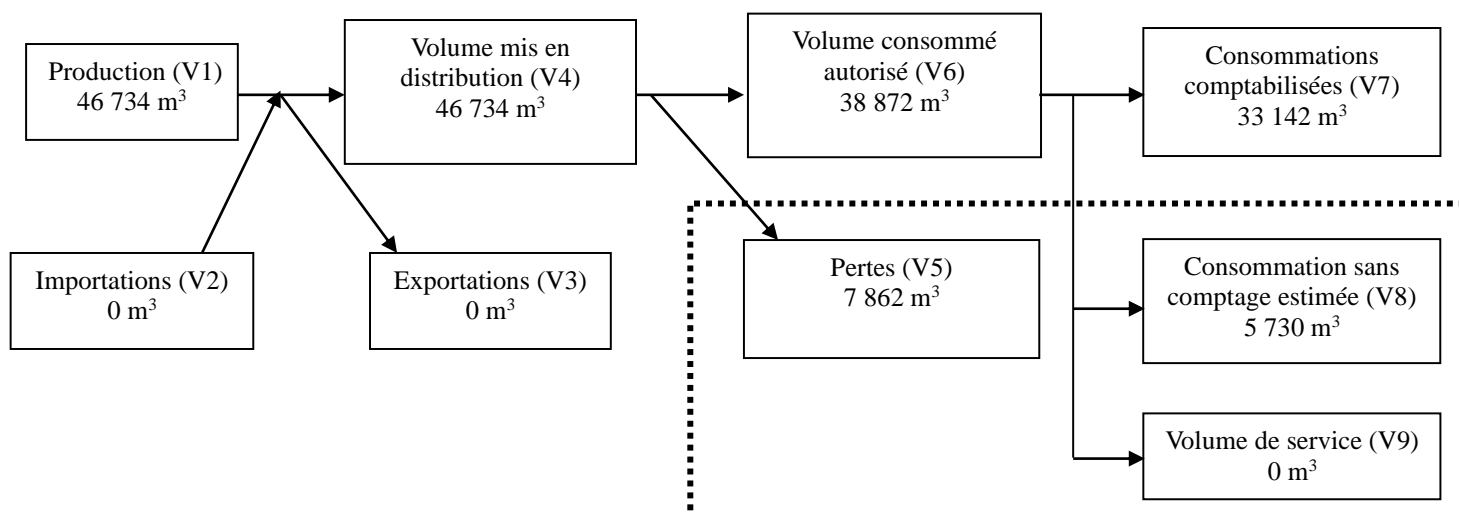 Production (V1)
46 734 m³
Volume mis en
distribution (V4)
46 734 m³
Volume consommé
autorisé (V6)
38 872 m³
Consommations
comptabilisées (V7)
33 142 m³
Importations (V2)
0 m³
Exportations (V3)
0 m³
Pertes (V5)
7 862 m³
Consommation sans
comptage estimée (V8)
5 730 m³
Volume de service (V9)
0 m³